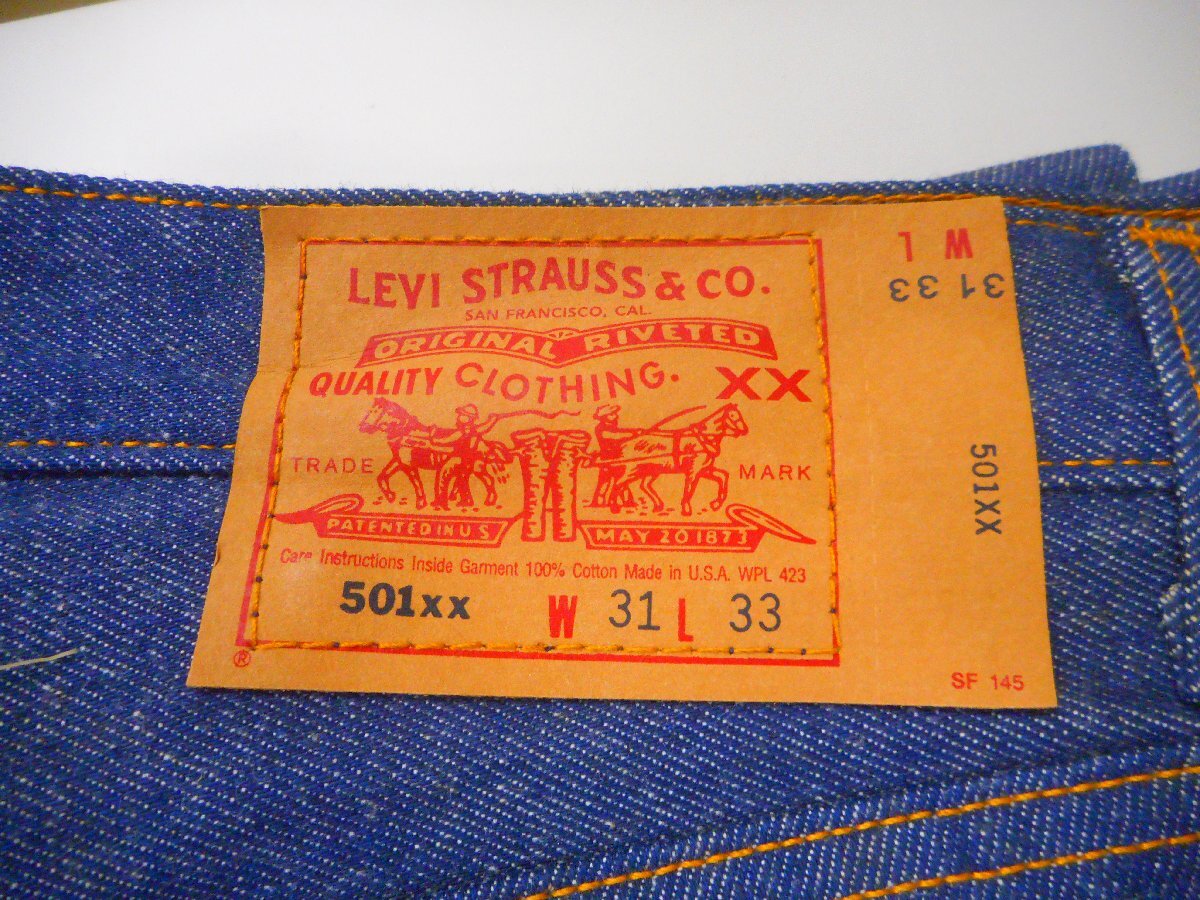 LEVI STRAUSS & CO.
SAN FRANCISCO, CAL.
ORIGINAL RIVETED
QUALITY CLOTHING. XX
TRADE MARK
PATENTED IN U S MAY 20 1873
Care Instructions Inside Garment 100% Cotton Made in U.S.A. WPL 423
501xx W 31 L 33
®
W L
31 33
501XX
SF 145